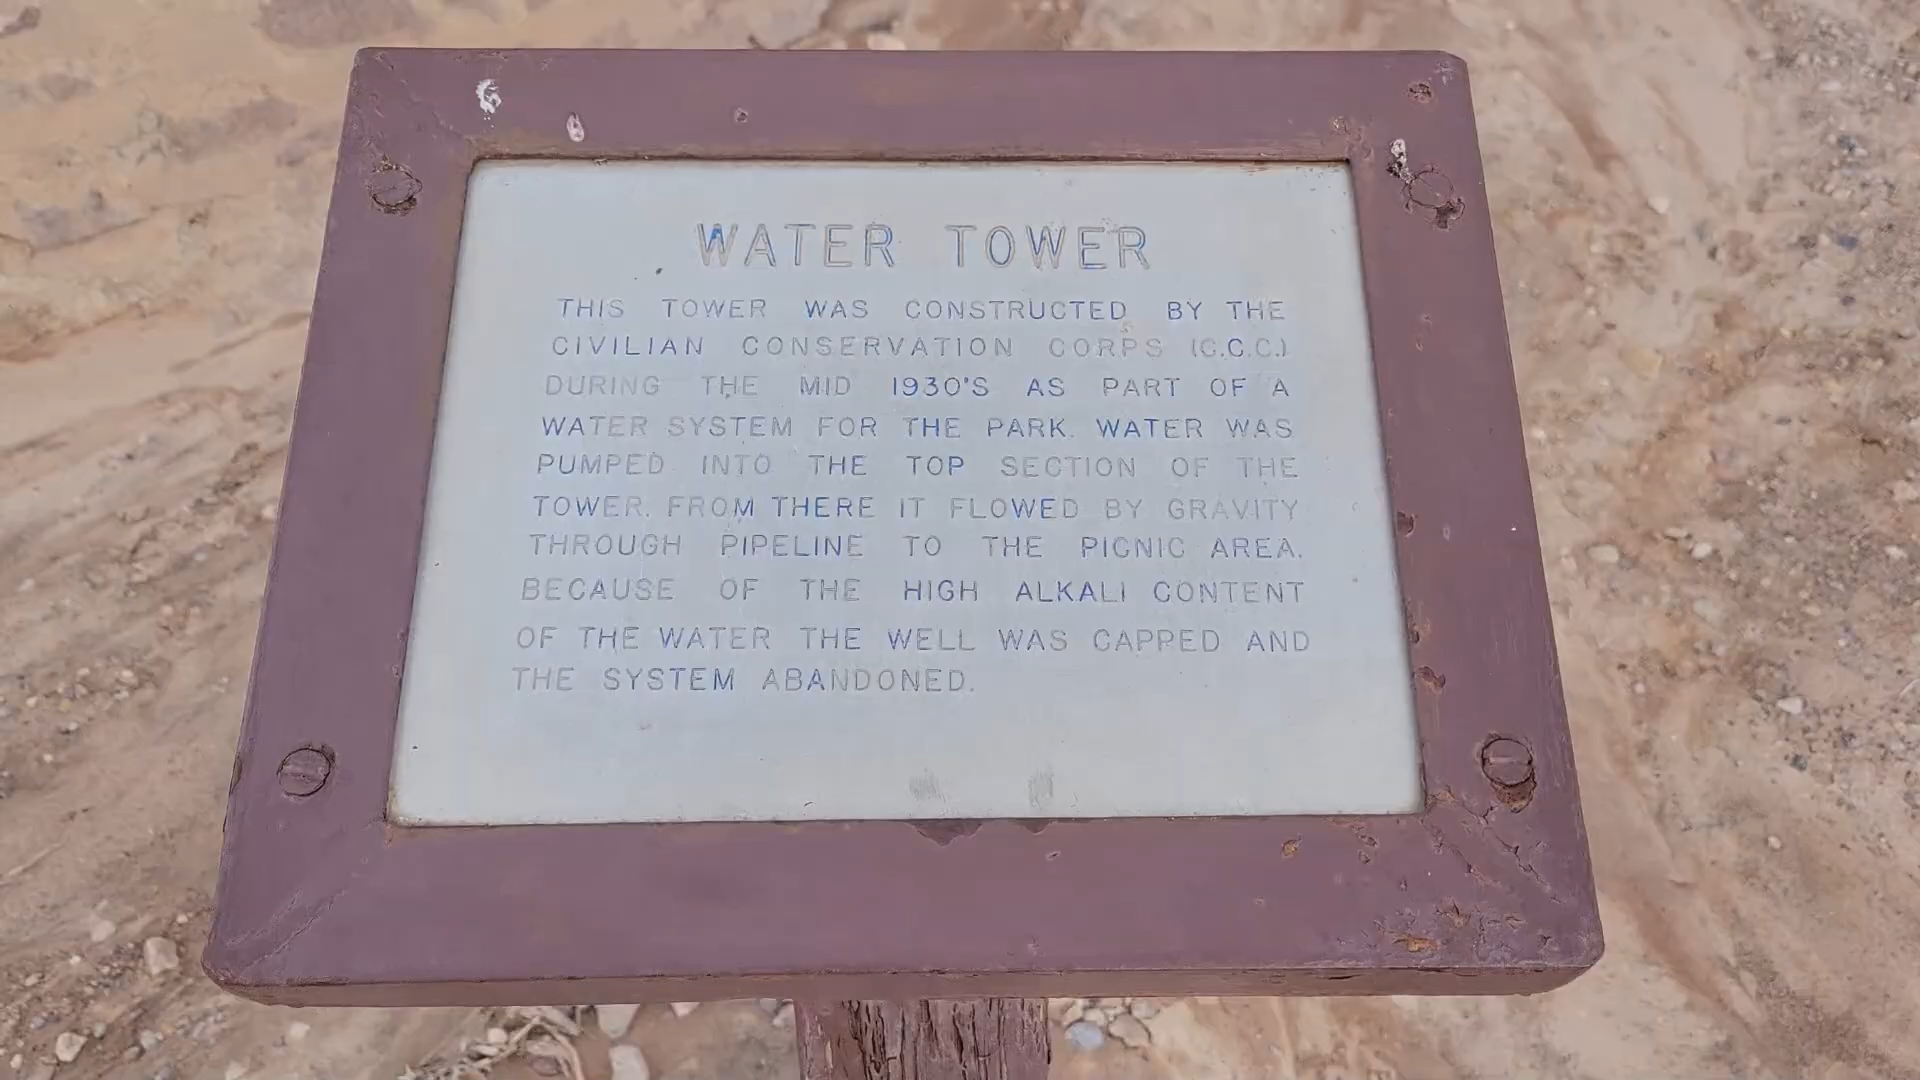 WATER TOWER
THIS TOWER WAS CONSTRUCTED BY THE
CIVILIAN CONSERVATION CORPS (C.C.C.)
DURING THE MID 1930'S AS PART OF A
WATER SYSTEM FOR THE PARK. WATER WAS
PUMPED INTO THE TOP SECTION OF THE
TOWER. FROM THERE IT FLOWED BY GRAVITY
THROUGH PIPELINE TO THE PICNIC AREA.
BECAUSE OF THE HIGH ALKALI CONTENT
OF THE WATER THE WELL WAS CAPPED AND
THE SYSTEM ABANDONED.